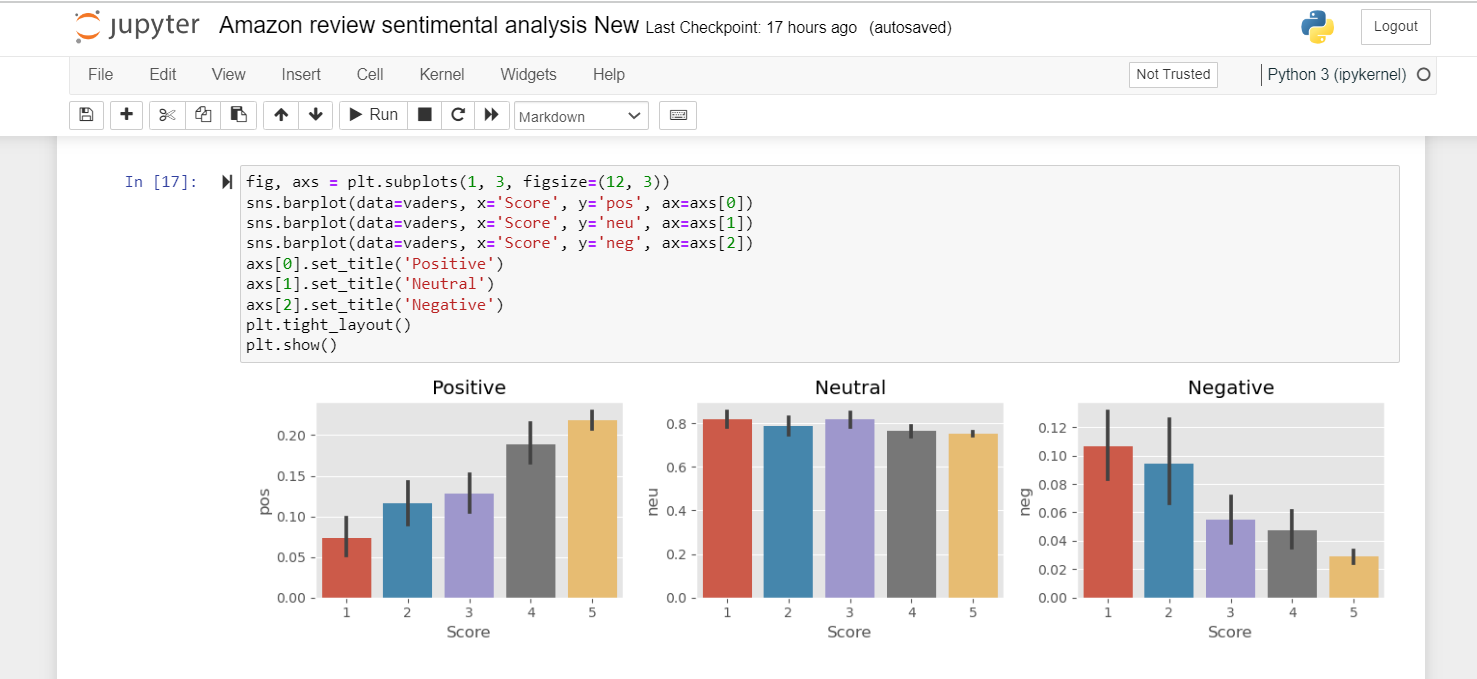 jupyter Amazon review sentimental analysis New Last Checkpoint: 17 hours ago (autosaved) Logout
File Edit View Insert Cell Kernel Widgets Help Not Trusted Python 3 (ipykernel)
Run Markdown
In [17]: fig, axs = plt.subplots(1, 3, figsize=(12, 3))
sns.barplot(data=vaders, x='Score', y='pos', ax=axs[0])
sns.barplot(data=vaders, x='Score', y='neu', ax=axs[1])
sns.barplot(data=vaders, x='Score', y='neg', ax=axs[2])
axs[0].set_title('Positive')
axs[1].set_title('Neutral')
axs[2].set_title('Negative')
plt.tight_layout()
plt.show()
Positive
0.20
0.15
0.10
0.05
0.00
pos
1 2 3 4 5
Score
Neutral
0.8
0.6
0.4
0.2
0.0
neu
1 2 3 4 5
Score
Negative
0.12
0.10
0.08
0.06
0.04
0.02
0.00
neg
1 2 3 4 5
Score